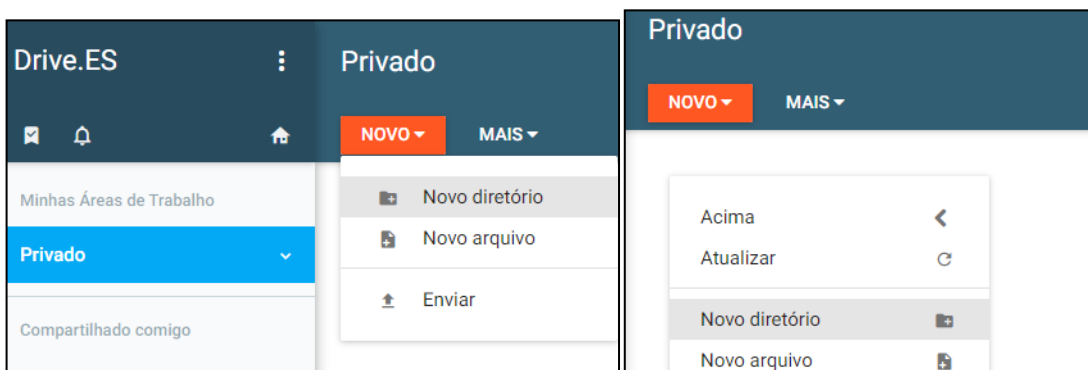 Drive.ES
Minhas Áreas de Trabalho
Privado
Compartilhado comigo
Privado
NOVO MAIS
Novo diretório
Novo arquivo
Enviar
Privado
NOVO MAIS
Acima
Atualizar
Novo diretório
Novo arquivo